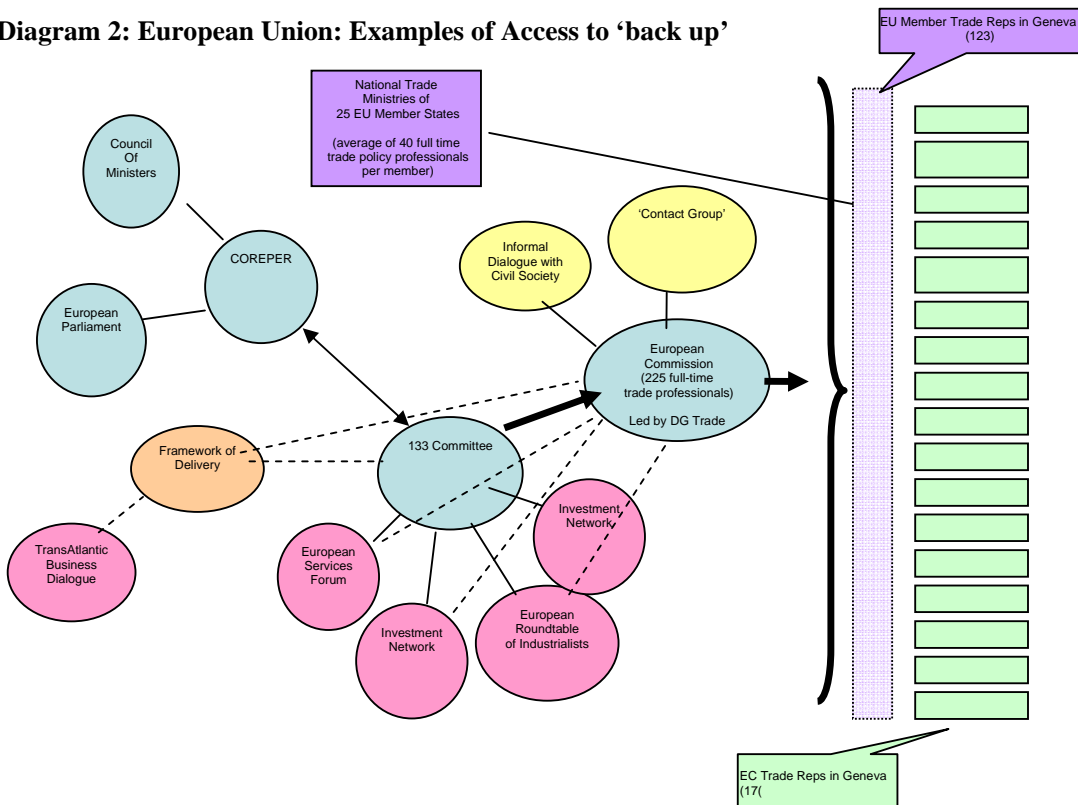 Diagram 2: European Union: Examples of Access to ‘back up’
EU Member Trade Reps in Geneva
(123)
National Trade
Ministries of
25 EU Member States
(average of 40 full time
trade policy professionals
per member)
Council
Of
Ministers
COREPER
European
Parliament
Informal
Dialogue with
Civil Society
‘Contact Group’
European
Commission
(225 full-time
trade professionals)
Led by DG Trade
Framework of
Delivery
133 Committee
TransAtlantic
Business
Dialogue
European
Services
Forum
Investment
Network
Investment
Network
European
Roundtable
of Industrialists
EC Trade Reps in Geneva
(17(